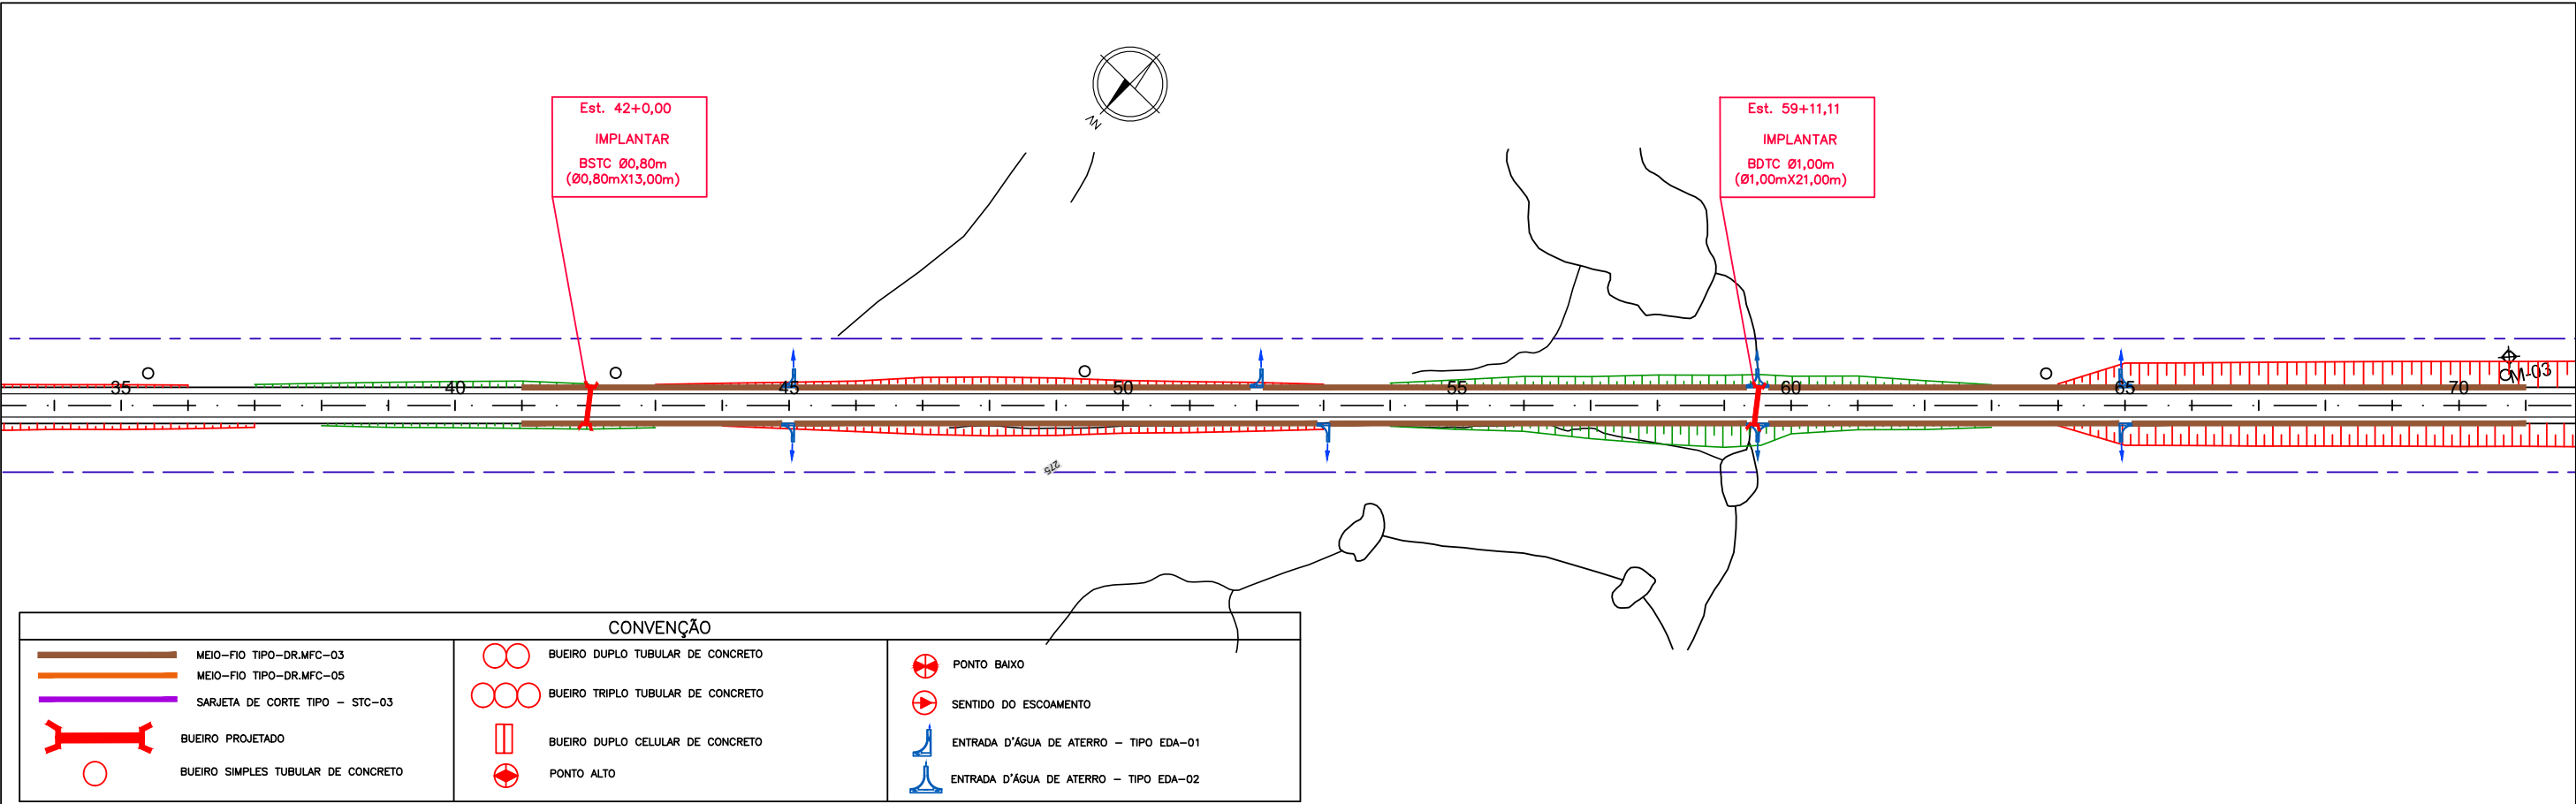 Est. 42+0,00
IMPLANTAR
BSTC Ø0,80m
(Ø0,80mX13,00m)
NV
Est. 59+11,11
IMPLANTAR
BDTC Ø1,00m
(Ø1,00mX21,00m)
35
40
45
50
55
60
65
70
275
CONVENÇÃO
MEIO-FIO TIPO-DR.MFC-03
MEIO-FIO TIPO-DR.MFC-05
SARJETA DE CORTE TIPO - STC-03
BUEIRO PROJETADO
BUEIRO SIMPLES TUBULAR DE CONCRETO
BUEIRO DUPLO TUBULAR DE CONCRETO
BUEIRO TRIPLO TUBULAR DE CONCRETO
BUEIRO DUPLO CELULAR DE CONCRETO
PONTO ALTO
PONTO BAIXO
SENTIDO DO ESCOAMENTO
ENTRADA D'ÁGUA DE ATERRO - TIPO EDA-01
ENTRADA D'ÁGUA DE ATERRO - TIPO EDA-02